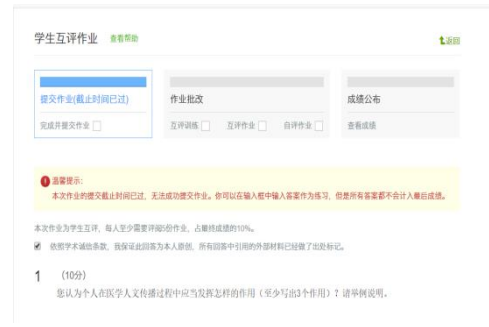 学生互评作业 查看帮助 返回
提交作业(截止时间已过) 作业批改 成绩公布
完成并提交作业 互评训练 互评作业 自评作业 查看成绩
温馨提示:
本次作业的提交截止时间已过，无法成功提交作业。你可以在输入框中输入答案作为练习，但是所有答案都不会计入最后成绩。
本次作业为学生互评，每人至少需要评阅5份作业，占最终成绩的10%。
依照学术诚信条款，我保证此回答为本人原创，所有回答中引用的外部材料已经做了出处标记。
1 (10分)
您认为个人在医学人文传播过程中应当发挥怎样的作用（至少写出3个作用）？请举例说明。